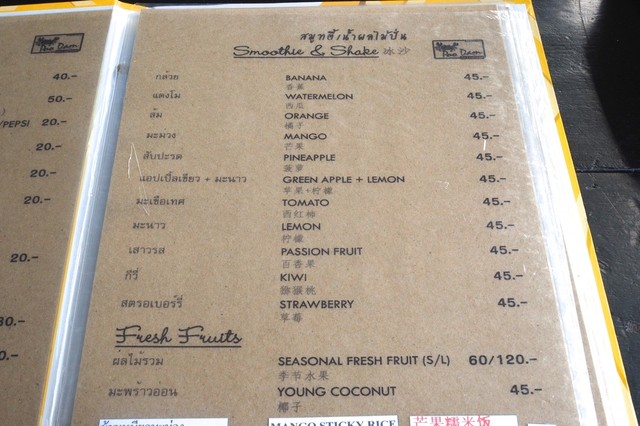 40.-
50.-
/PEPSI 20.-
20.-
20.-
20.-
สมูทตี้/น้ำผลไม้ปั่น
Smoothie & Shake 冰沙
Pun Dam
Pun Dam
กล้วย BANANA 45.-
香蕉
แตงโม WATERMELON 45.-
西瓜
ส้ม ORANGE 45.-
橘子
มะม่วง MANGO 45.-
芒果
สับปะรด PINEAPPLE 45.-
菠萝
แอปเปิ้ลเขียว + มะนาว GREEN APPLE + LEMON 45.-
苹果+柠檬
มะเขือเทศ TOMATO 45.-
西红柿
มะนาว LEMON 45.-
柠檬
เสาวรส PASSION FRUIT 45.-
百香果
กีวี่ KIWI 45.-
猕猴桃
สตรอเบอร์รี่ STRAWBERRY 45.-
草莓
Fresh Fruits
ผลไม้รวม SEASONAL FRESH FRUIT (S/L) 60/120.-
季节水果
มะพร้าวอ่อน YOUNG COCONUT 45.-
椰子
MANGO STICKY RICE 芒果糯米饭